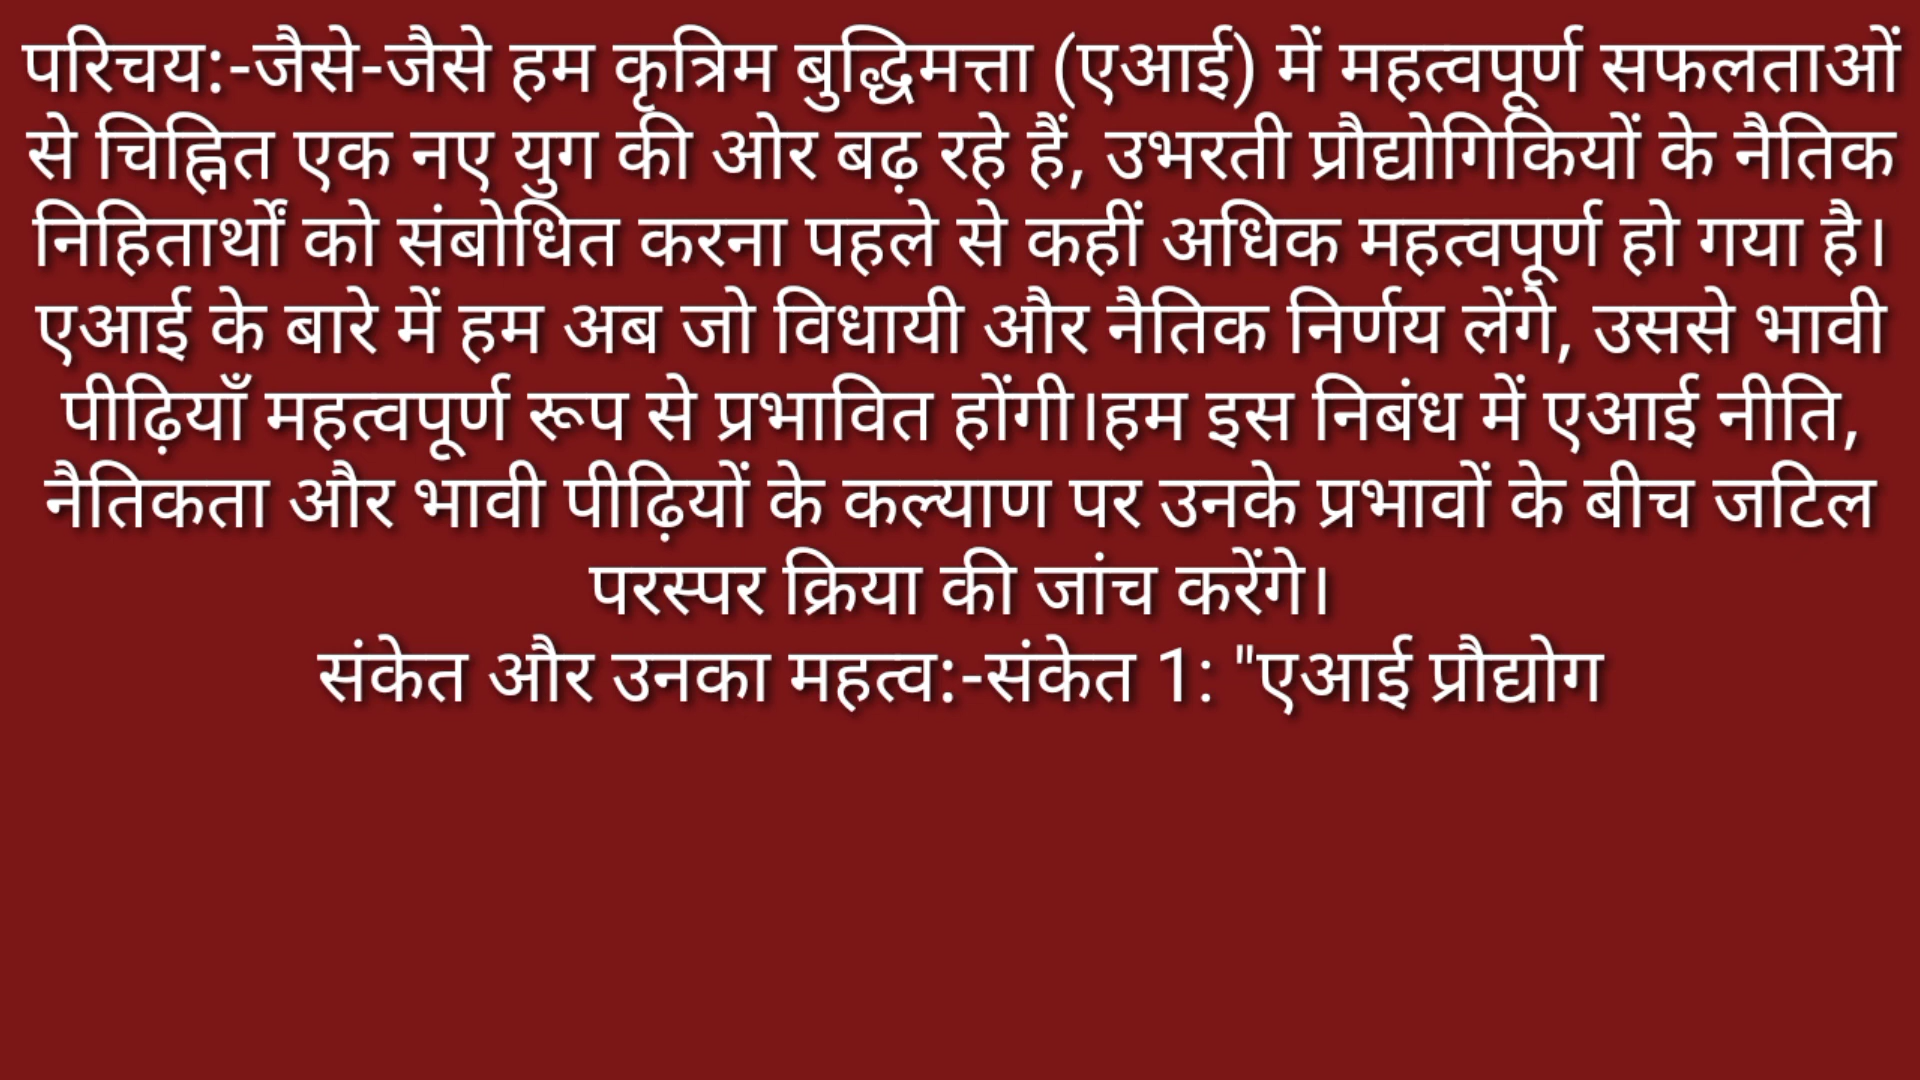 परिचय:-जैसे-जैसे हम कृत्रिम बुद्धिमत्ता (एआई) में महत्वपूर्ण सफलताओं
से चिह्नित एक नए युग की ओर बढ़ रहे हैं, उभरती प्रौद्योगिकियों के नैतिक
निहितार्थों को संबोधित करना पहले से कहीं अधिक महत्वपूर्ण हो गया है।
एआई के बारे में हम अब जो विधायी और नैतिक निर्णय लेंगे, उससे भावी
पीढ़ियाँ महत्वपूर्ण रूप से प्रभावित होंगी।हम इस निबंध में एआई नीति,
नैतिकता और भावी पीढ़ियों के कल्याण पर उनके प्रभावों के बीच जटिल
परस्पर क्रिया की जांच करेंगे।
संकेत और उनका महत्व:-संकेत 1: "एआई प्रौद्योग